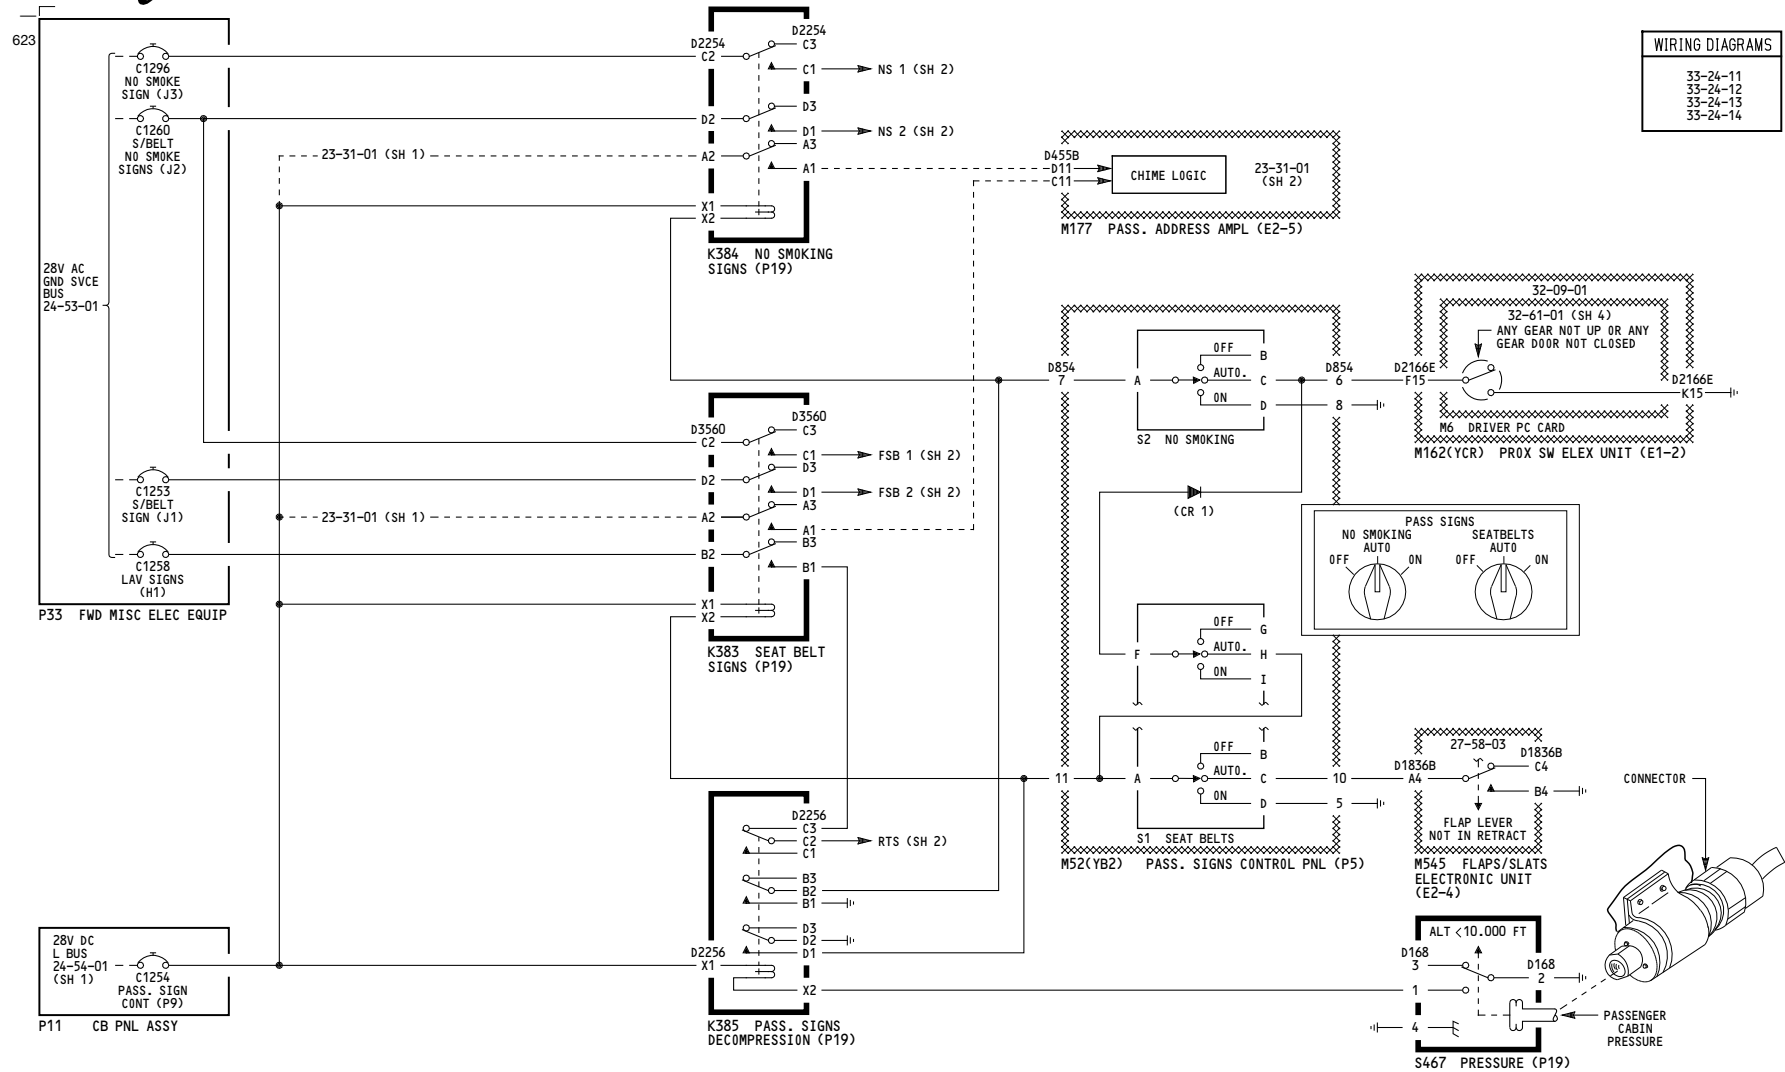 623
C1296
NO SMOKE
SIGN (J3)
C1260
S/BELT
NO SMOKE
SIGNS (J2)
28V AC
GND SVCE
BUS
24-53-01
C1253
S/BELT
SIGN (J1)
C1258
LAV SIGNS
(H1)
P33 FWD MISC ELEC EQUIP
28V DC
L BUS
24-54-01
(SH 1)
C1254
PASS. SIGN
CONT (P9)
P11 CB PNL ASSY
23-31-01 (SH 1)
23-31-01 (SH 1)
D2254
D2254
C2
C3
C1
NS 1 (SH 2)
D2
D3
D1
NS 2 (SH 2)
A2
A3
A1
X1
X2
K384 NO SMOKING
SIGNS (P19)
D3560
D3560
C2
C3
C1
FSB 1 (SH 2)
D2
D3
D1
FSB 2 (SH 2)
A2
A3
A1
B2
B3
B1
X1
X2
K383 SEAT BELT
SIGNS (P19)
D2256
C3
C2
RTS (SH 2)
C1
B3
B2
B1
D3
D2
D1
D2256
X1
X2
K385 PASS. SIGNS
DECOMPRESSION (P19)
D455B
D11
C11
CHIME LOGIC
23-31-01
(SH 2)
M177 PASS. ADDRESS AMPL (E2-5)
D854
7
A
OFF
B
AUTO.
C
ON
D
D854
6
8
S2 NO SMOKING
(CR 1)
F
OFF
G
AUTO.
H
ON
I
11
A
OFF
B
AUTO.
C
ON
D
10
5
S1 SEAT BELTS
M52(YB2) PASS. SIGNS CONTROL PNL (P5)
WIRING DIAGRAMS
33-24-11
33-24-12
33-24-13
33-24-14
32-09-01
32-61-01 (SH 4)
ANY GEAR NOT UP OR ANY
GEAR DOOR NOT CLOSED
D2166E
F15
D2166E
K15
M6 DRIVER PC CARD
M162(YCR) PROX SW ELEX UNIT (E1-2)
PASS SIGNS
NO SMOKING
AUTO
OFF
ON
SEATBELTS
AUTO
OFF
ON
27-58-03
D1836B
A4
D1836B
C4
B4
FLAP LEVER
NOT IN RETRACT
M545 FLAPS/SLATS
ELECTRONIC UNIT
(E2-4)
CONNECTOR
ALT <10.000 FT
D168
3
1
4
D168
2
PASSENGER
CABIN
PRESSURE
S467 PRESSURE (P19)